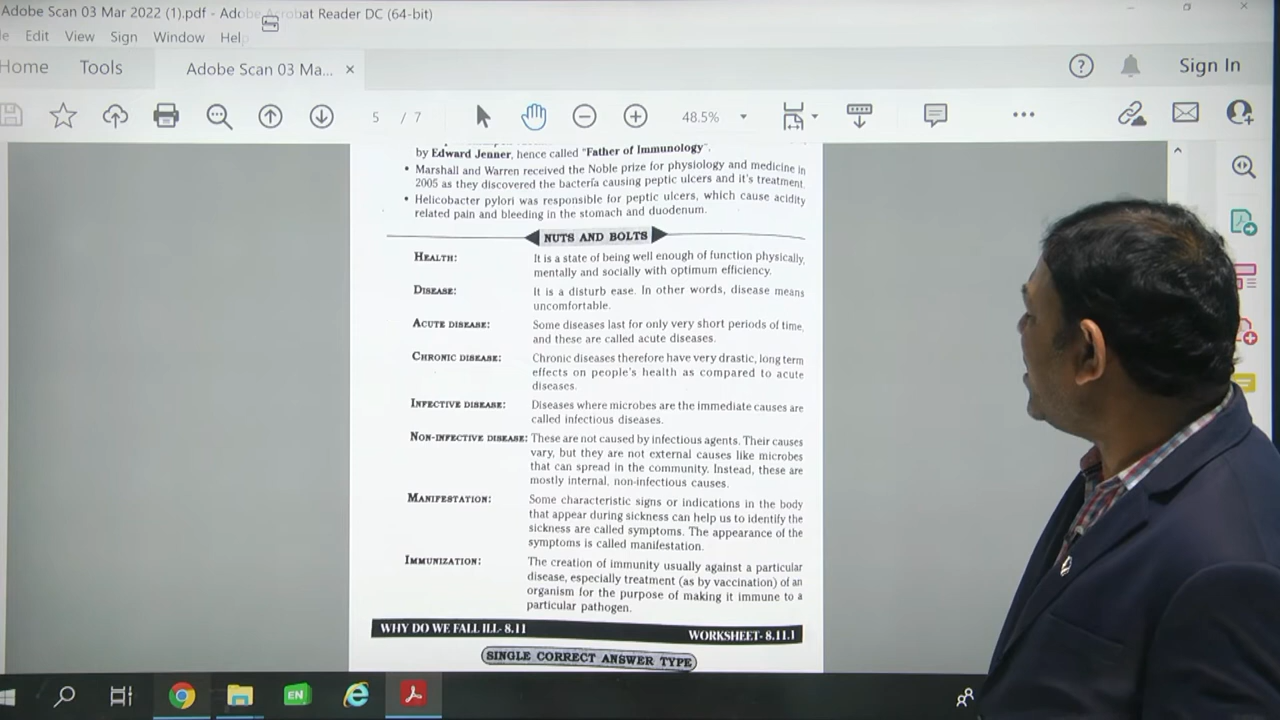 Adobe Scan 03 Mar 2022 (1).pdf - Adobe Acrobat Reader DC (64-bit)
Edit View Sign Window Help
Home Tools Adobe Scan 03 Ma... × Sign In
5 / 7 48.5%
by Edward Jenner, hence called "Father of Immunology".
• Marshall and Warren received the Noble prize for physiology and medicine in
2005 as they discovered the bacteria causing peptic ulcers and it's treatment.
• Helicobacter pylori was responsible for peptic ulcers, which cause acidity
related pain and bleeding in the stomach and duodenum.
NUTS AND BOLTS
HEALTH: It is a state of being well enough of function physically,
mentally and socially with optimum efficiency.
DISEASE: It is a disturb ease. In other words, disease means
uncomfortable.
ACUTE DISEASE: Some diseases last for only very short periods of time,
and these are called acute diseases.
CHRONIC DISEASE: Chronic diseases therefore have very drastic, long term
effects on people's health as compared to acute
diseases.
INFECTIVE DISEASE: Diseases where microbes are the immediate causes are
called infectious diseases.
NON-INFECTIVE DISEASE: These are not caused by infectious agents. Their causes
vary, but they are not external causes like microbes
that can spread in the community. Instead, these are
mostly internal, non-infectious causes.
MANIFESTATION: Some characteristic signs or indications in the body
that appear during sickness can help us to identify the
sickness are called symptoms. The appearance of the
symptoms is called manifestation.
IMMUNIZATION: The creation of immunity usually against a particular
disease, especially treatment (as by vaccination) of an
organism for the purpose of making it immune to a
particular pathogen.
WHY DO WE FALL ILL- 8.11 WORKSHEET- 8.11.1
SINGLE CORRECT ANSWER TYPE
EN